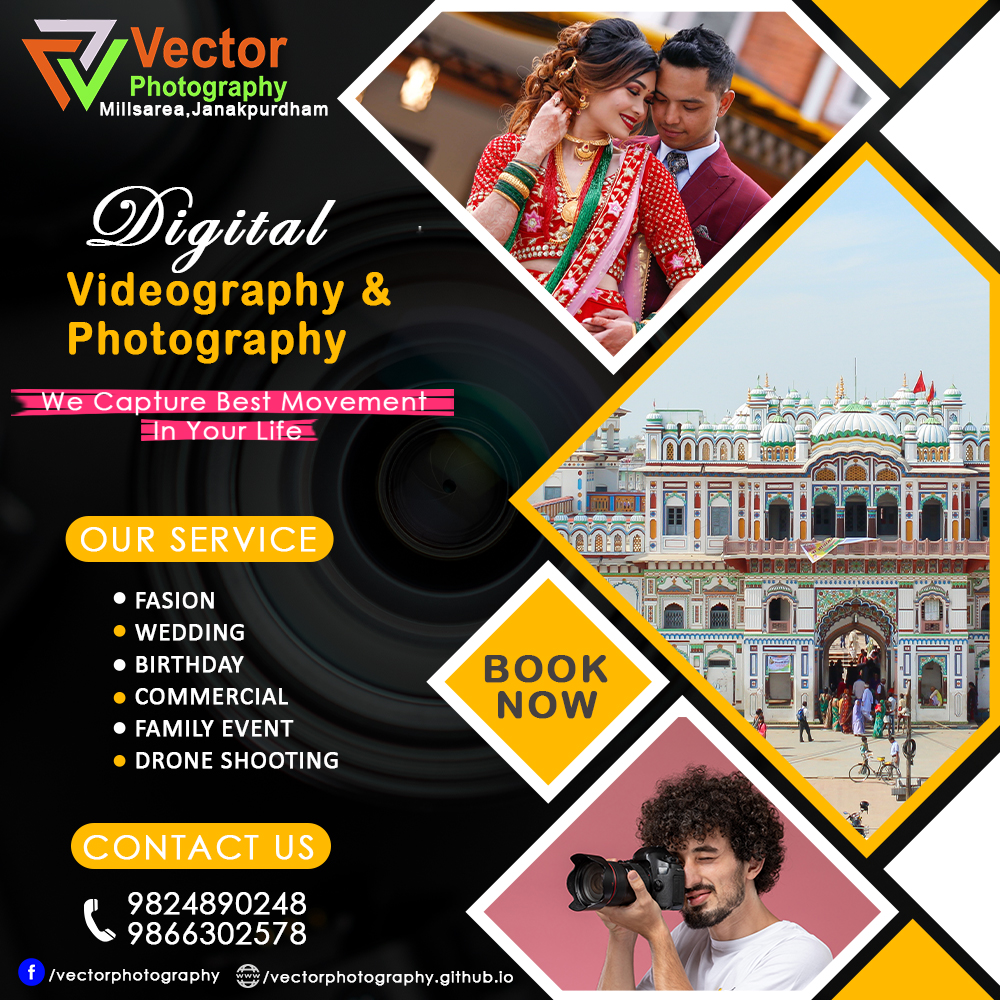 Vector
Photography
Millsarea,Janakpurdham
Digital
Videography &
Photography
We Capture Best Movement
In Your Life
OUR SERVICE
FASION
WEDDING
BIRTHDAY
COMMERCIAL
FAMILY EVENT
DRONE SHOOTING
BOOK
NOW
CONTACT US
9824890248
9866302578
f /vectorphotography
/vectorphotography.github.io